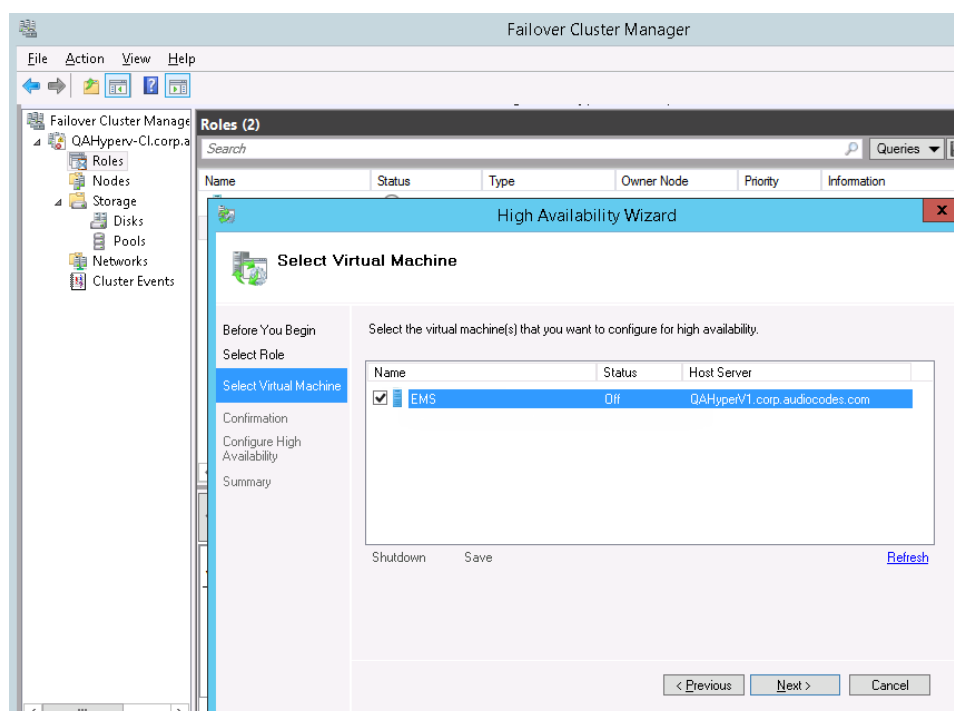 Failover Cluster Manager
File Action View Help
Failover Cluster Manage
QAHyperv-Cl.corp.a
Roles
Nodes
Storage
Disks
Pools
Networks
Cluster Events
Roles (2)
Search
Queries
Name Status Type Owner Node Priority Information
High Availability Wizard
Select Virtual Machine
Before You Begin
Select Role
Select Virtual Machine
Confirmation
Configure High
Availability
Summary
Select the virtual machine(s) that you want to configure for high availability.
Name Status Host Server
EMS Off QAHyperV1.corp.audiocodes.com
Shutdown Save Refresh
< Previous Next > Cancel